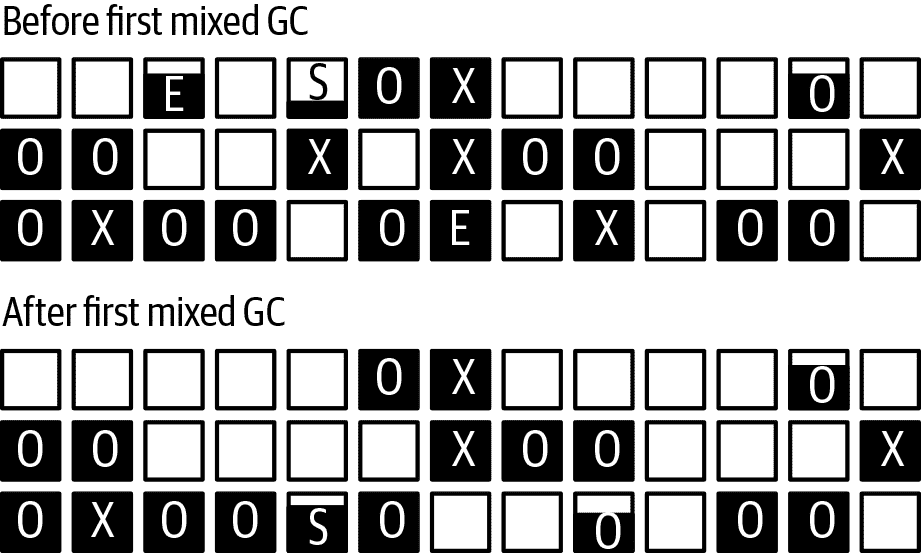 Before first mixed GC
E S O X O
O O X X O O X
O X O O O E X O O
After first mixed GC
O X O
O O X O O X
O X O O S O O O O